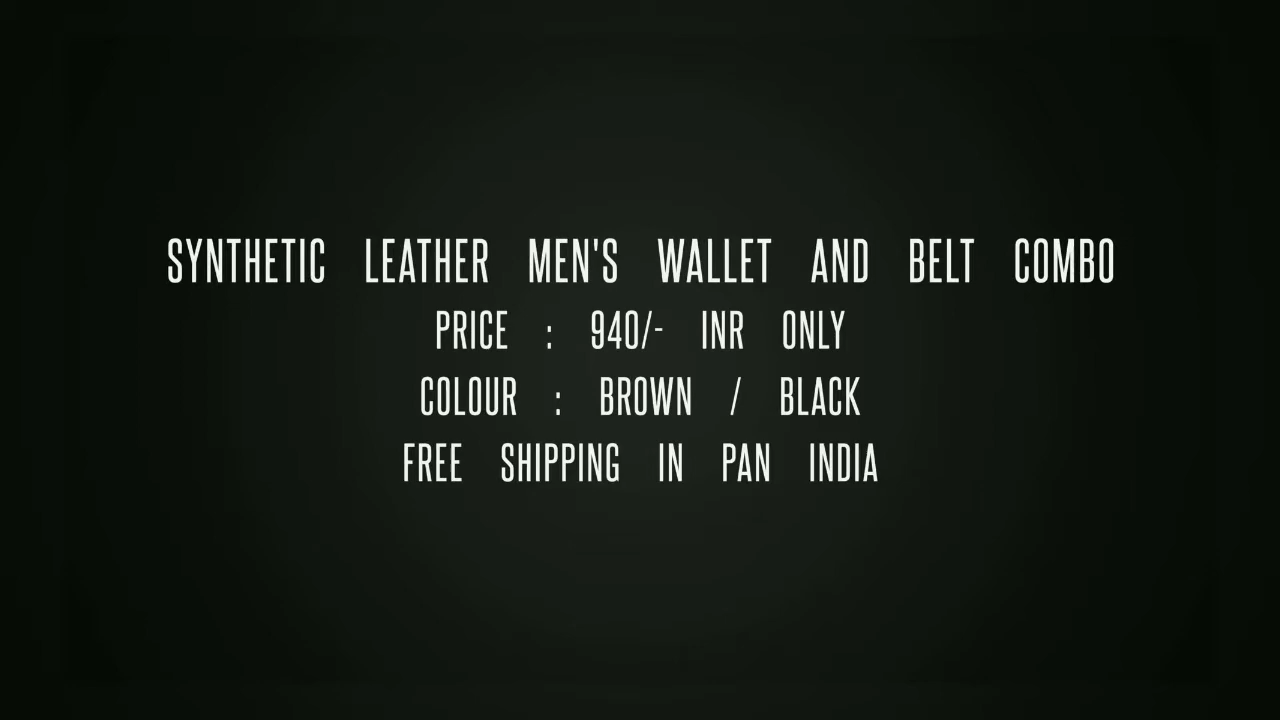 SYNTHETIC LEATHER MEN'S WALLET AND BELT COMBO
PRICE : 940/- INR ONLY
COLOUR : BROWN / BLACK
FREE SHIPPING IN PAN INDIA